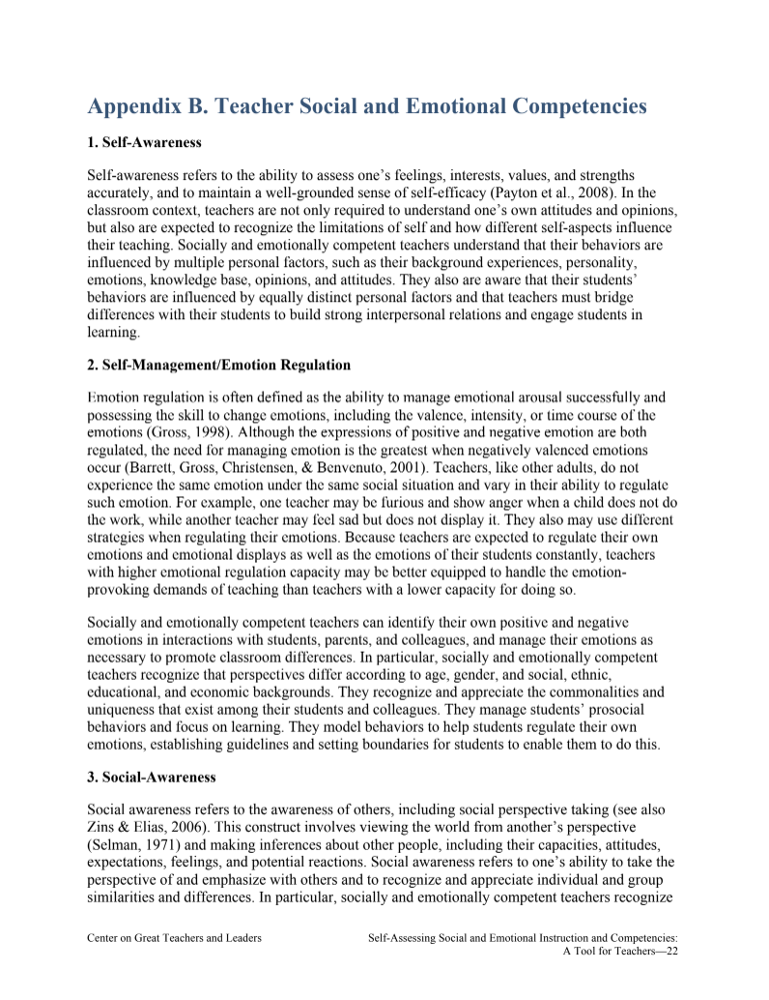 Appendix B. Teacher Social and Emotional Competencies
1. Self-Awareness
Self-awareness refers to the ability to assess one’s feelings, interests, values, and strengths
accurately, and to maintain a well-grounded sense of self-efficacy (Payton et al., 2008). In the
classroom context, teachers are not only required to understand one’s own attitudes and opinions,
but also are expected to recognize the limitations of self and how different self-aspects influence
their teaching. Socially and emotionally competent teachers understand that their behaviors are
influenced by multiple personal factors, such as their background experiences, personality,
emotions, knowledge base, opinions, and attitudes. They also are aware that their students’
behaviors are influenced by equally distinct personal factors and that teachers must bridge
differences with their students to build strong interpersonal relations and engage students in
learning.
2. Self-Management/Emotion Regulation
Emotion regulation is often defined as the ability to manage emotional arousal successfully and
possessing the skill to change emotions, including the valence, intensity, or time course of the
emotions (Gross, 1998). Although the expressions of positive and negative emotion are both
regulated, the need for managing emotion is the greatest when negatively valenced emotions
occur (Barrett, Gross, Christensen, & Benvenuto, 2001). Teachers, like other adults, do not
experience the same emotion under the same social situation and vary in their ability to regulate
such emotion. For example, one teacher may be furious and show anger when a child does not do
the work, while another teacher may feel sad but does not display it. They also may use different
strategies when regulating their emotions. Because teachers are expected to regulate their own
emotions and emotional displays as well as the emotions of their students constantly, teachers
with higher emotional regulation capacity may be better equipped to handle the emotion-
provoking demands of teaching than teachers with a lower capacity for doing so.
Socially and emotionally competent teachers can identify their own positive and negative
emotions in interactions with students, parents, and colleagues, and manage their emotions as
necessary to promote classroom differences. In particular, socially and emotionally competent
teachers recognize that perspectives differ according to age, gender, and social, ethnic,
educational, and economic backgrounds. They recognize and appreciate the commonalities and
uniqueness that exist among their students and colleagues. They manage students’ prosocial
behaviors and focus on learning. They model behaviors to help students regulate their own
emotions, establishing guidelines and setting boundaries for students to enable them to do this.
3. Social-Awareness
Social awareness refers to the awareness of others, including social perspective taking (see also
Zins & Elias, 2006). This construct involves viewing the world from another’s perspective
(Selman, 1971) and making inferences about other people, including their capacities, attitudes,
expectations, feelings, and potential reactions. Social awareness refers to one’s ability to take the
perspective of and emphasize with others and to recognize and appreciate individual and group
similarities and differences. In particular, socially and emotionally competent teachers recognize
Center on Great Teachers and Leaders
Self-Assessing Social and Emotional Instruction and Competencies:
A Tool for Teachers—22